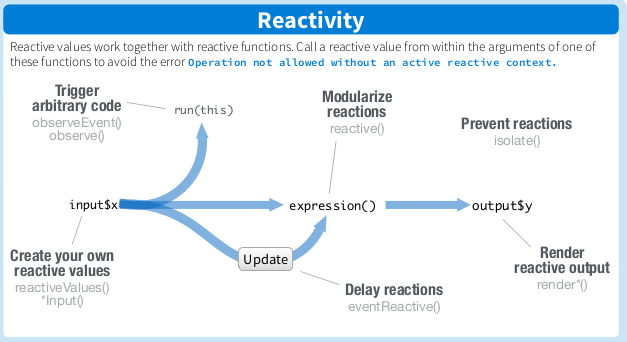 Reactivity
Reactive values work together with reactive functions. Call a reactive value from within the arguments of one of
these functions to avoid the error Operation not allowed without an active reactive context.
Trigger
arbitrary code
observeEvent()
observe()
run(this)
Modularize
reactions
reactive()
Prevent reactions
isolate()
input$x
expression()
output$y
Create your own
reactive values
reactiveValues()
*Input()
Update
Delay reactions
eventReactive()
Render
reactive output
render*()